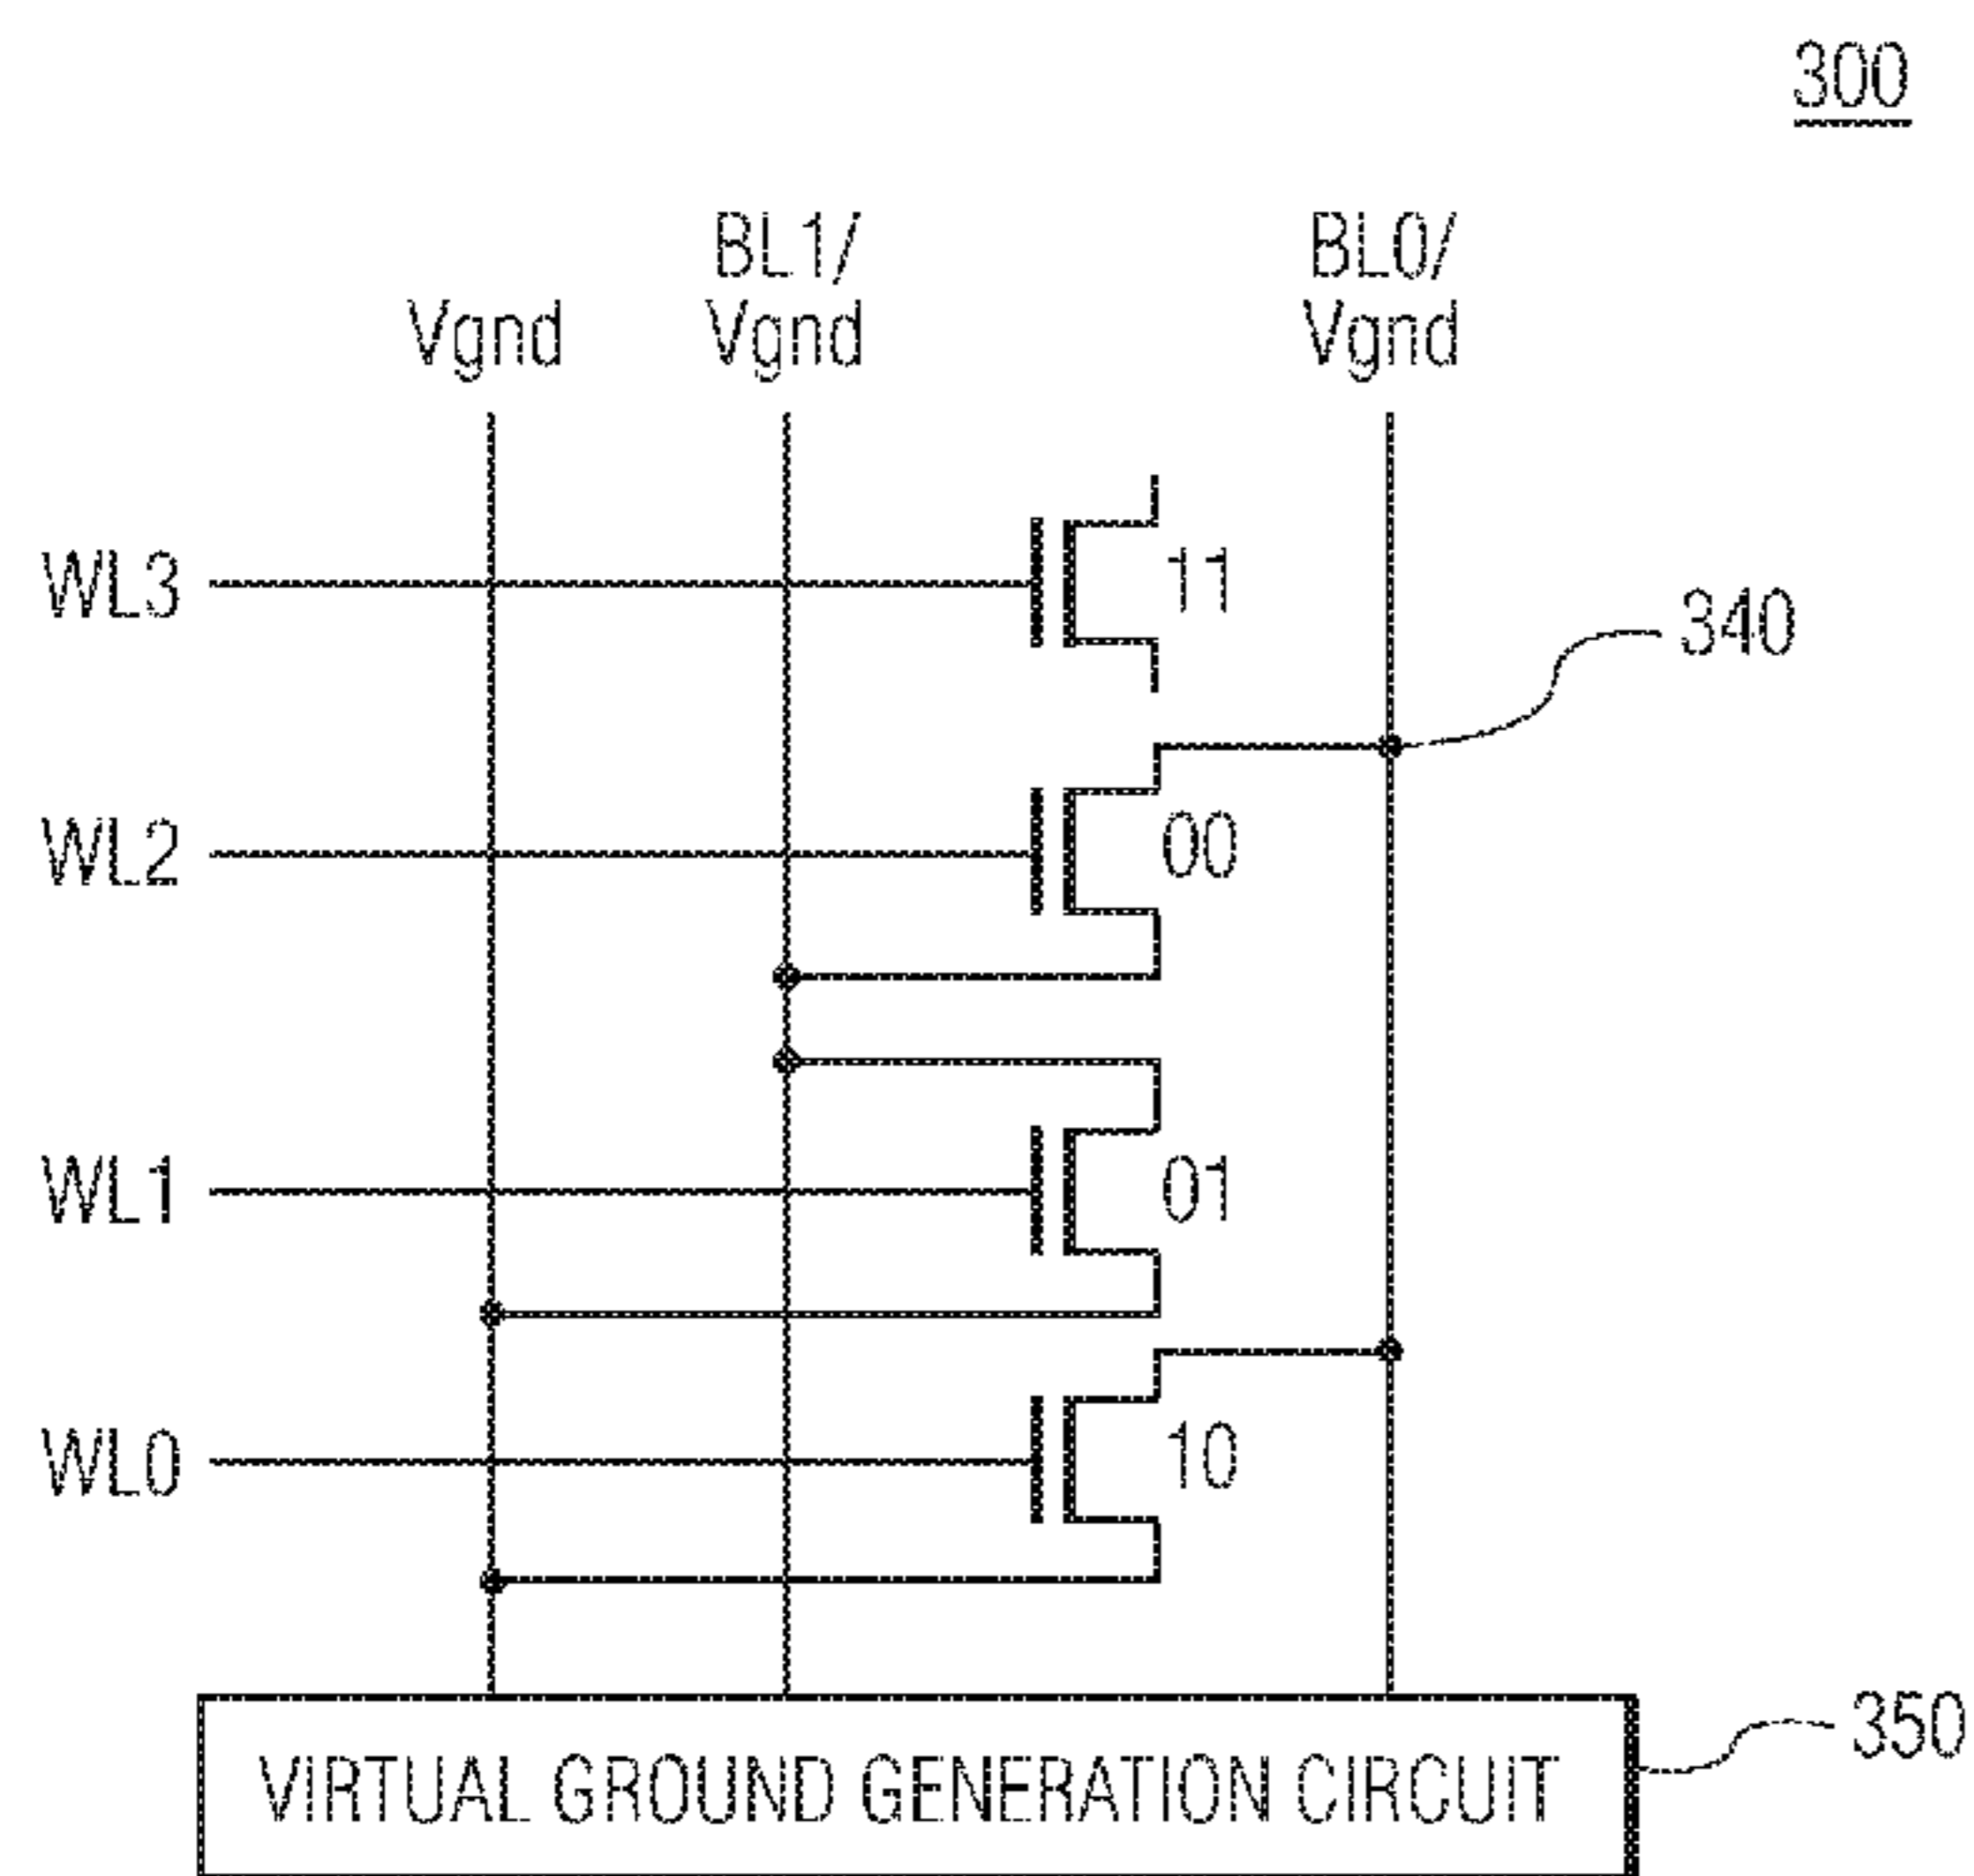 300
BL1/
BL0/
Vgnd
Vgnd
Vgnd
WL3
11
340
WL2
00
WL1
01
WL0
10
350
VIRTUAL GROUND GENERATION CIRCUIT